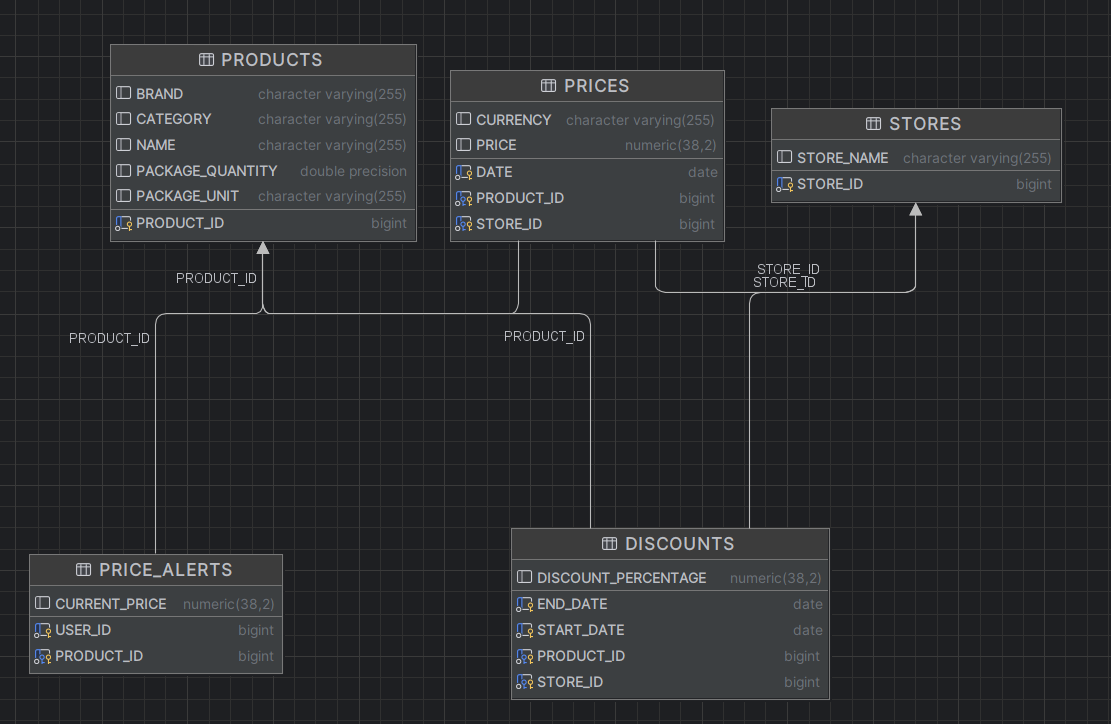 PRODUCTS
BRAND character varying(255)
CATEGORY character varying(255)
NAME character varying(255)
PACKAGE_QUANTITY double precision
PACKAGE_UNIT character varying(255)
PRODUCT_ID bigint
PRICES
CURRENCY character varying(255)
PRICE numeric(38,2)
DATE date
PRODUCT_ID bigint
STORE_ID bigint
STORES
STORE_NAME character varying(255)
STORE_ID bigint
PRODUCT_ID
STORE_ID
STORE_ID
PRODUCT_ID
PRODUCT_ID
PRICE_ALERTS
CURRENT_PRICE numeric(38,2)
USER_ID bigint
PRODUCT_ID bigint
DISCOUNTS
DISCOUNT_PERCENTAGE numeric(38,2)
END_DATE date
START_DATE date
PRODUCT_ID bigint
STORE_ID bigint